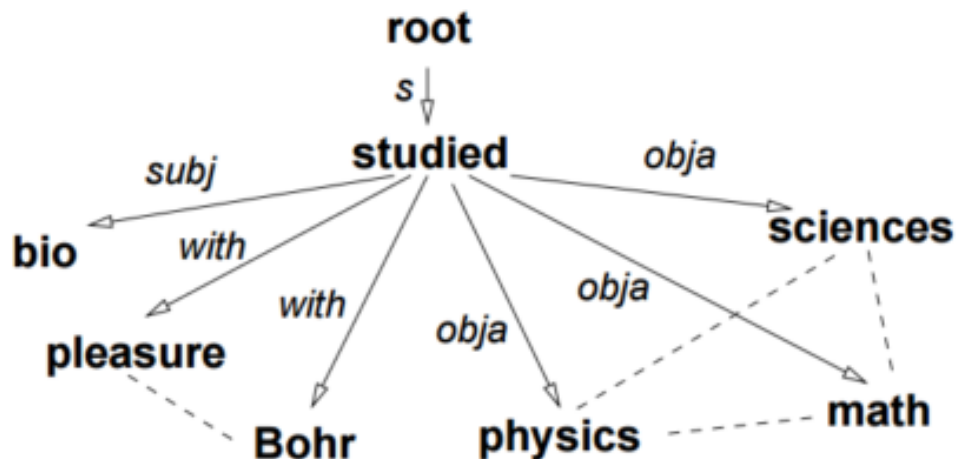 root
s
studied
subj
obja
bio
with
sciences
with
obja
obja
pleasure
Bohr
physics
math